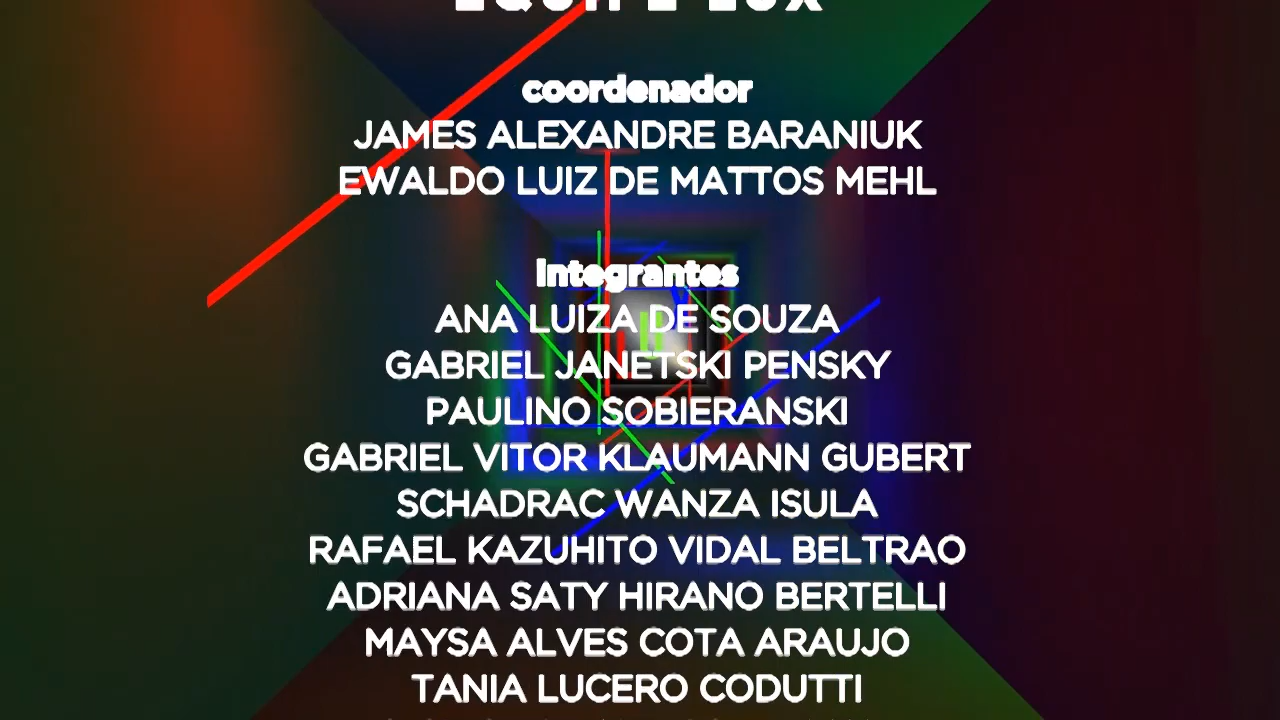 coordenador
JAMES ALEXANDRE BARANIUK
EWALDO LUIZ DE MATTOS MEHL
integrantes
ANA LUIZA DE SOUZA
GABRIEL JANETSKI PENSKY
PAULINO SOBIERANSKI
GABRIEL VITOR KLAUMANN GUBERT
SCHADRAC WANZA ISULA
RAFAEL KAZUHITO VIDAL BELTRAO
ADRIANA SATY HIRANO BERTELLI
MAYSA ALVES COTA ARAUJO
TANIA LUCERO CODUTTI